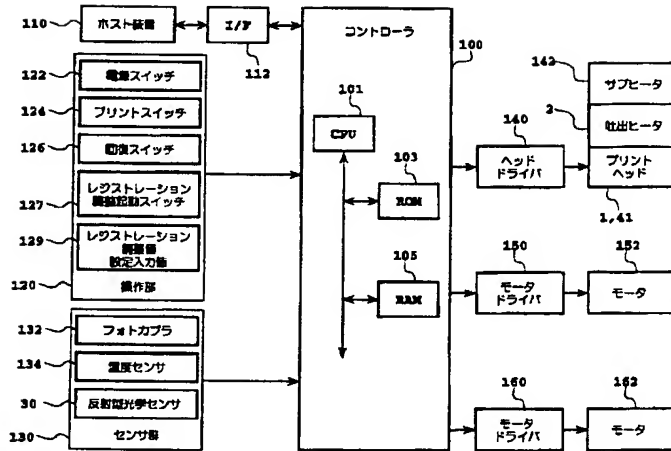 110
ホスト装置
I/F
112
コントローラ
100
122
電源スイッチ
124
プリントスイッチ
126
回復スイッチ
127
レジストレーション
調整起動スイッチ
129
レジストレーション
調整値
設定入力値
120
操作部
132
フォトカプラ
134
温度センサ
30
反射型光学センサ
130
センサ群
101
CPU
103
ROM
105
RAM
140
ヘッド
ドライバ
142
サブヒータ
2
吐出ヒータ
プリント
ヘッド
1,41
150
モータ
ドライバ
152
モータ
160
モータ
ドライバ
162
モータ